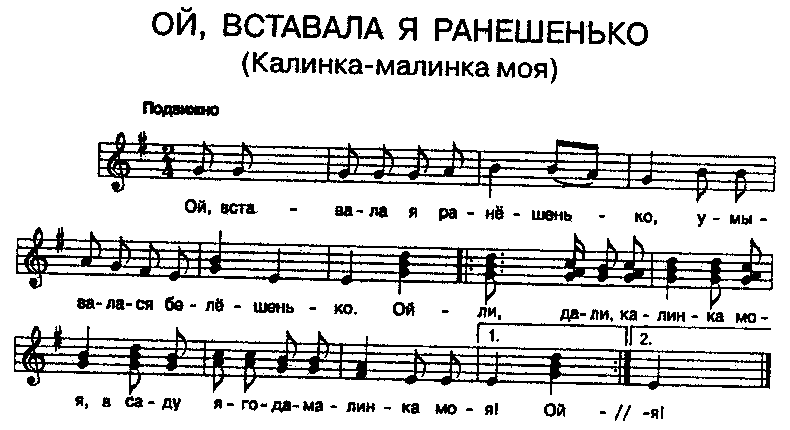 ОЙ, ВСТАВАЛА Я РАНЕШЕНЬКО
(Калинка-малинка моя)
Подвижно
2/4
Ой, вста - ва - ла я ра - нё - шень - ко, у - мы -
ва - ла - ся бе - лё - шень - ко. Ой - ли, да - ли, ка - лин - ка мо -
1. 2.
я, в са - ду я - го - да - ма - лин - ка мо - я! Ой - // -я!